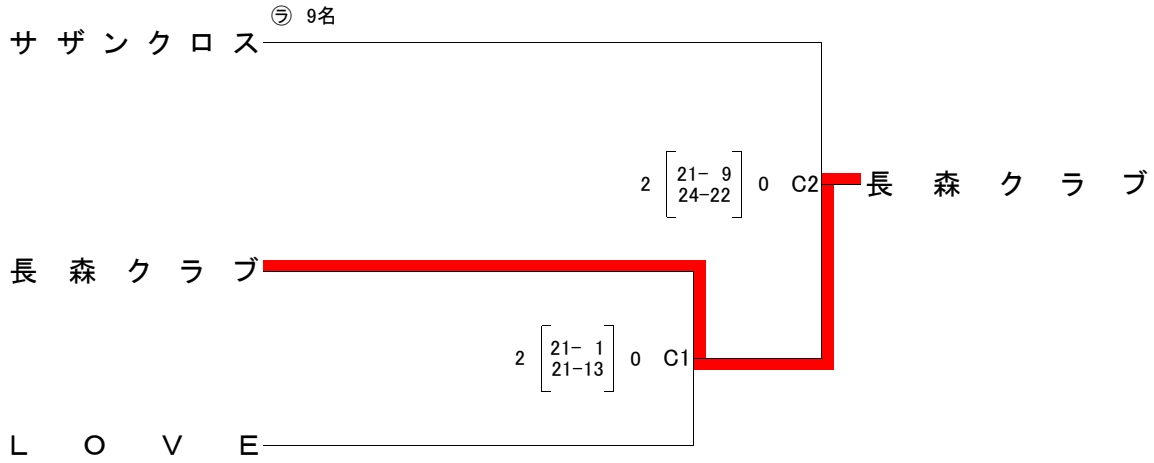 ㋶ 9名
サザンクロス
2 21- 9 0 C2 長森クラブ
24-22
長森クラブ
2 21- 1 0 C1
21-13
LOVE